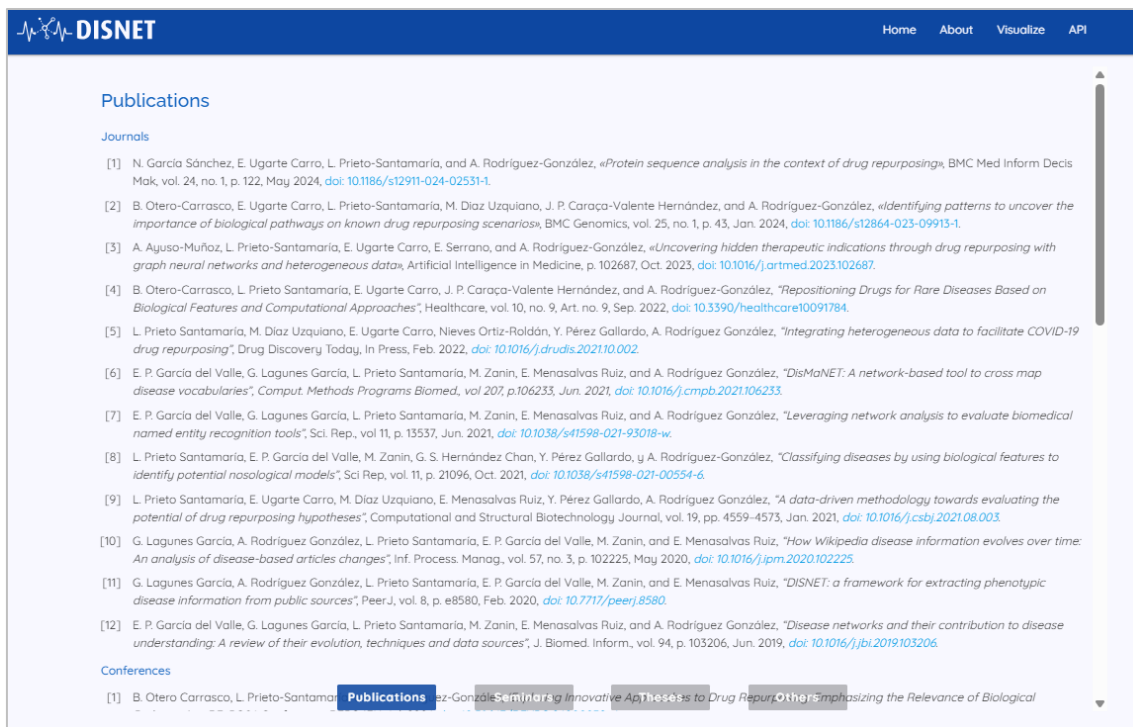 DISNET
Home About Visualize API
Publications
Journals
[1] N. García Sánchez, E. Ugarte Carro, L. Prieto-Santamaría, and A. Rodríguez-González, «Protein sequence analysis in the context of drug repurposing», BMC Med Inform Decis
Mak, vol. 24, no. 1, p. 122, May 2024, doi: 10.1186/s12911-024-02531-1.
[2] B. Otero-Carrasco, E. Ugarte Carro, L. Prieto-Santamaría, M. Diaz Uzquiano, J. P. Caraça-Valente Hernández, and A. Rodríguez-González, «Identifying patterns to uncover the
importance of biological pathways on known drug repurposing scenarios», BMC Genomics, vol. 25, no. 1, p. 43, Jan. 2024, doi: 10.1186/s12864-023-09913-1.
[3] A. Ayuso-Muñoz, L. Prieto-Santamaría, E. Ugarte Carro, E. Serrano, and A. Rodríguez-González, «Uncovering hidden therapeutic indications through drug repurposing with
graph neural networks and heterogeneous data», Artificial Intelligence in Medicine, p. 102687, Oct. 2023, doi: 10.1016/j.artmed.2023.102687.
[4] B. Otero-Carrasco, L. Prieto Santamaría, E. Ugarte Carro, J. P. Caraça-Valente Hernández, and A. Rodríguez-González, "Repositioning Drugs for Rare Diseases Based on
Biological Features and Computational Approaches", Healthcare, vol. 10, no. 9, Art. no. 9, Sep. 2022, doi: 10.3390/healthcare10091784.
[5] L. Prieto Santamaría, M. Díaz Uzquiano, E. Ugarte Carro, Nieves Ortiz-Roldán, Y. Pérez Gallardo, A. Rodríguez González, "Integrating heterogeneous data to facilitate COVID-19
drug repurposing", Drug Discovery Today, In Press, Feb. 2022, doi: 10.1016/j.drudis.2021.10.002.
[6] E. P. García del Valle, G. Lagunes García, L. Prieto Santamaría, M. Zanin, E. Menasalvas Ruiz, and A. Rodríguez González, "DisMaNET: A network-based tool to cross map
disease vocabularies", Comput. Methods Programs Biomed., vol 207, p.106233, Jun. 2021, doi: 10.1016/j.cmpb.2021.106233.
[7] E. P. García del Valle, G. Lagunes García, L. Prieto Santamaría, M. Zanin, E. Menasalvas Ruiz, and A. Rodríguez González, "Leveraging network analysis to evaluate biomedical
named entity recognition tools", Sci. Rep., vol 11, p. 13537, Jun. 2021, doi: 10.1038/s41598-021-93018-w.
[8] L. Prieto Santamaría, E. P. García del Valle, M. Zanin, G. S. Hernández Chan, Y. Pérez Gallardo, y A. Rodríguez-González, "Classifying diseases by using biological features to
identify potential nosological models", Sci Rep, vol. 11, p. 21096, Oct. 2021, doi: 10.1038/s41598-021-00554-6.
[9] L. Prieto Santamaría, E. Ugarte Carro, M. Díaz Uzquiano, E. Menasalvas Ruiz, Y. Pérez Gallardo, A. Rodríguez González, "A data-driven methodology towards evaluating the
potential of drug repurposing hypotheses", Computational and Structural Biotechnology Journal, vol. 19, pp. 4559-4573, Jan. 2021, doi: 10.1016/j.csbj.2021.08.003.
[10] G. Lagunes García, A. Rodríguez González, L. Prieto Santamaría, E. P. García del Valle, M. Zanin, and E. Menasalvas Ruiz, "How Wikipedia disease information evolves over time:
An analysis of disease-based articles changes", Inf. Process. Manag., vol. 57, no. 3, p. 102225, May 2020, doi: 10.1016/j.ipm.2020.102225.
[11] G. Lagunes García, A. Rodríguez González, L. Prieto Santamaría, E. P. García del Valle, M. Zanin, and E. Menasalvas Ruiz, "DISNET: a framework for extracting phenotypic
disease information from public sources", PeerJ, vol. 8, p. e8580, Feb. 2020, doi: 10.7717/peerj.8580.
[12] E. P. García del Valle, G. Lagunes García, L. Prieto Santamaría, M. Zanin, E. Menasalvas Ruiz, and A. Rodríguez González, "Disease networks and their contribution to disease
understanding: A review of their evolution, techniques and data sources", J. Biomed. Inform., vol. 94, p. 103206, Jun. 2019, doi: 10.1016/j.jbi.2019.103206.
Conferences
[1] B. Otero Carrasco, L. Prieto-Santamar ez-González, Innovative to Drug Emphasizing the Relevance of Biological
Publications Seminars Theses Others